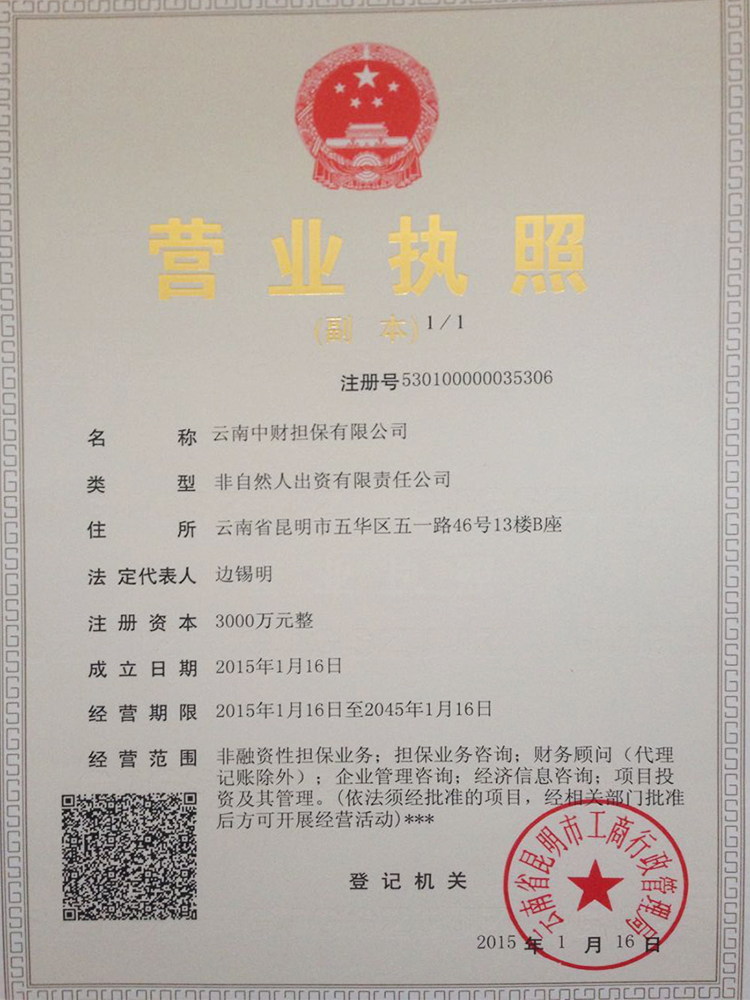 营业执照
(副 本) 1/1
注册号530100000035306
名 称 云南中财担保有限公司
类 型 非自然人出资有限责任公司
住 所 云南省昆明市五华区五一路46号13楼B座
法定代表人 边锡明
注册资本 3000万元整
成立日期 2015年1月16日
经营期限 2015年1月16日至2045年1月16日
经营范围 非融资性担保业务；担保业务咨询；财务顾问（代理
记账除外）；企业管理咨询；经济信息咨询；项目投
资及其管理。(依法须经批准的项目，经相关部门批准
后方可开展经营活动)***
登记机关
云南省昆明市工商行政管理局
2015 年 1 月 16 日